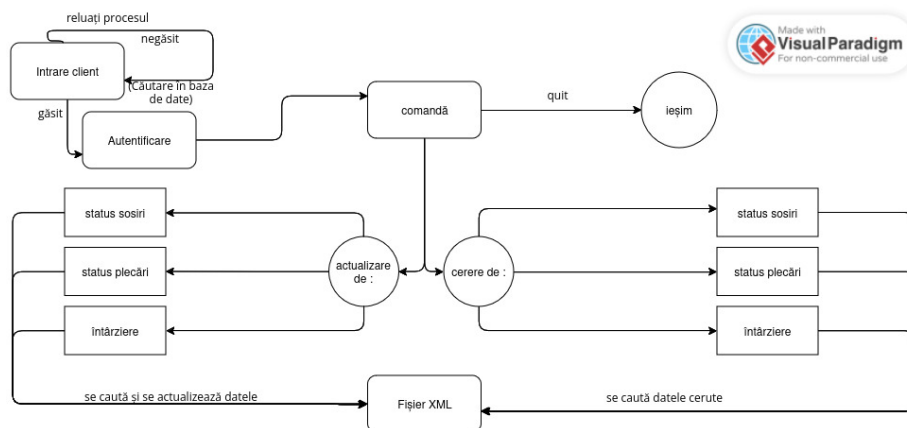 reluați procesul
negăsit
Intrare client
(Căutare în baza
de date)
găsit
Autentificare
comandă
quit
ieșim
Made with
Visual Paradigm
For non-commercial use
status sosiri
status plecări
întârziere
actualizare
de :
cerere de :
status sosiri
status plecări
întârziere
se caută și se actualizează datele
Fișier XML
se caută datele cerute